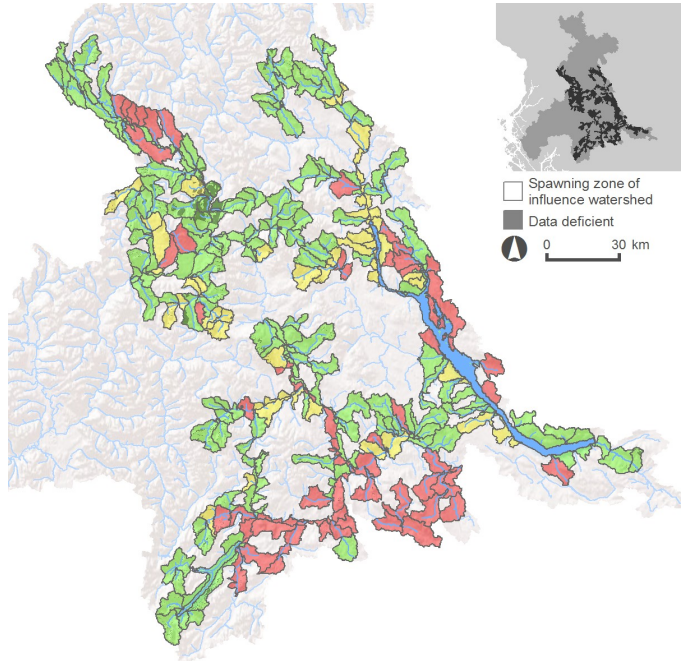 Spawning zone of
influence watershed
Data deficient
0 30 km